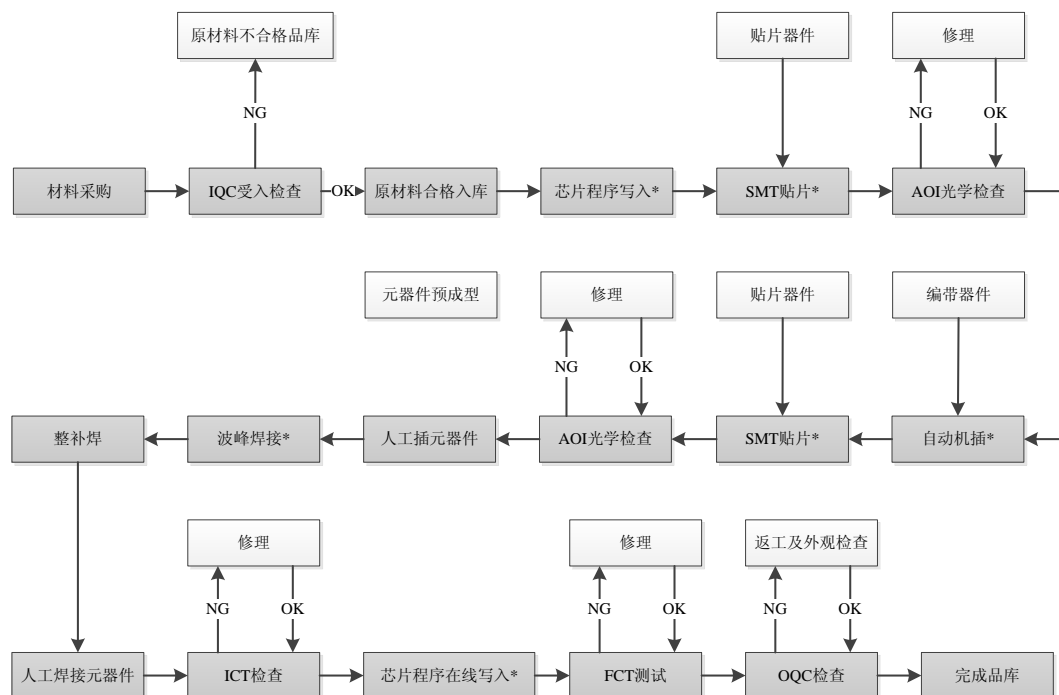 原材料不合格品库
贴片器件
修理
NG
NG
OK
材料采购
IQC受入检查
OK
原材料合格入库
芯片程序写入*
SMT贴片*
AOI光学检查
元器件预成型
修理
贴片器件
编带器件
NG
OK
整补焊
波峰焊接*
人工插元器件
AOI光学检查
SMT贴片*
自动机插*
修理
修理
返工及外观检查
NG
OK
NG
OK
NG
OK
人工焊接元器件
ICT检查
芯片程序在线写入*
FCT测试
OQC检查
完成品库